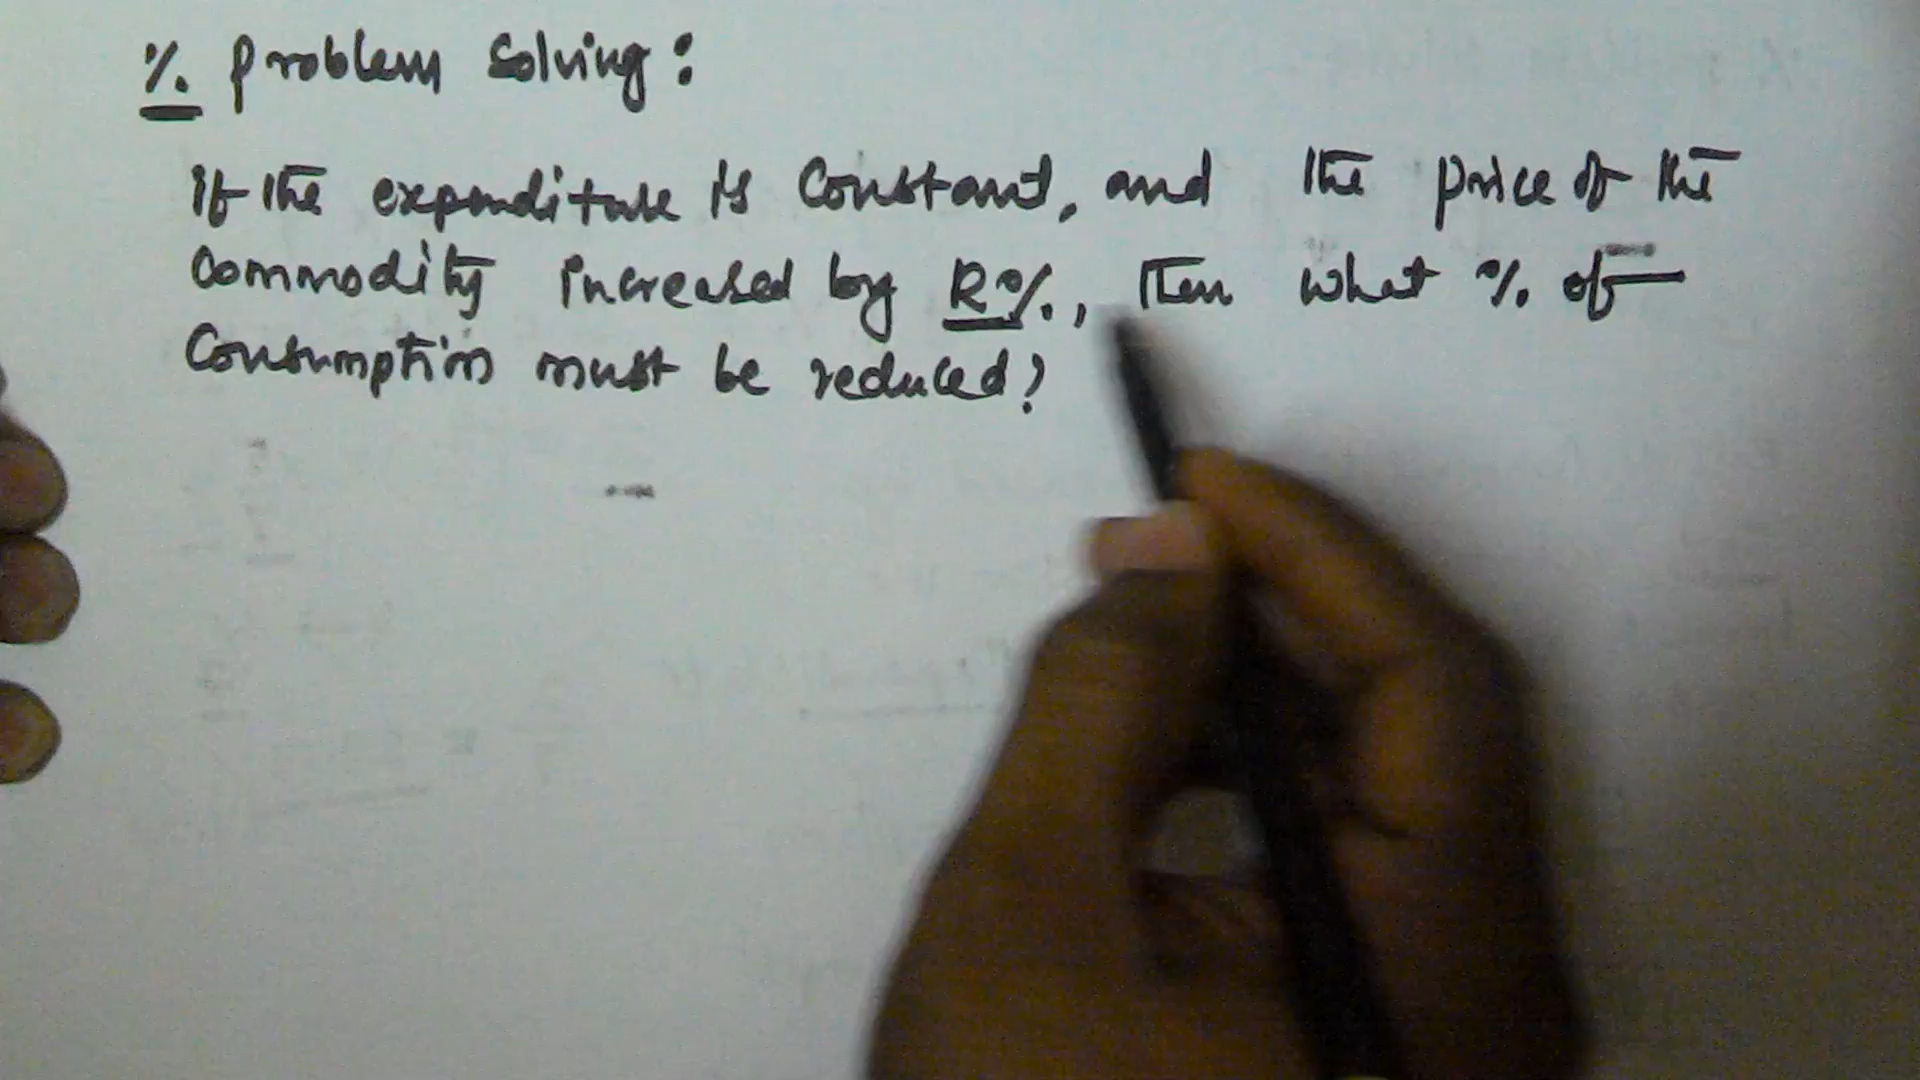 % problem solving:
If the expenditure is constant, and the price of the
commodity increased by R%, then what % of
consumption must be reduced?